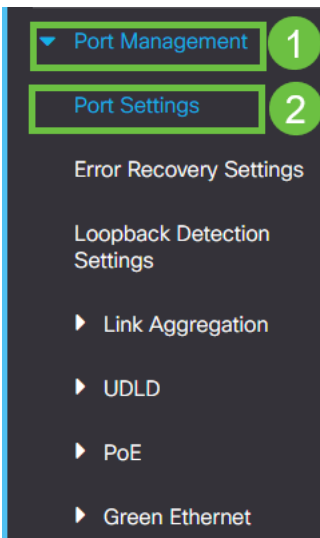 Port Management 1
Port Settings 2
Error Recovery Settings
Loopback Detection
Settings
Link Aggregation
UDLD
PoE
Green Ethernet